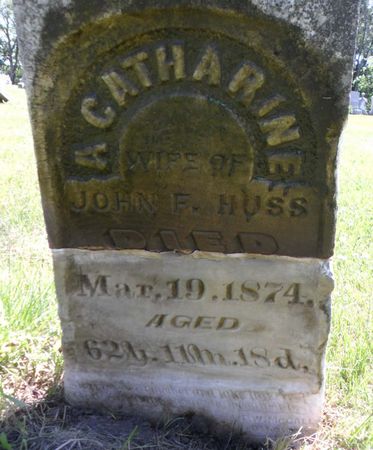 A CATHARINE
WIFE OF
JOHN F. HUSS
DIED
Mar. 19. 1874.
AGED
62y. 11m. 18d.